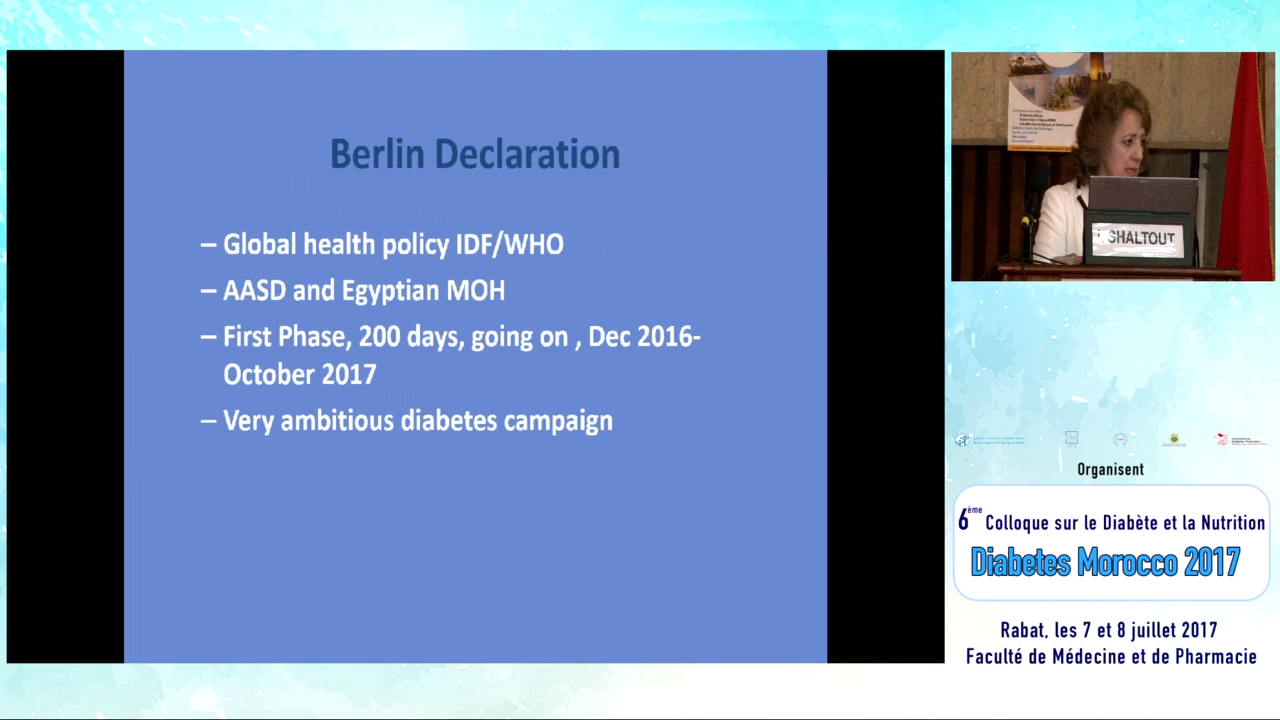 Berlin Declaration
– Global health policy IDF/WHO
– AASD and Egyptian MOH
– First Phase, 200 days, going on , Dec 2016-
October 2017
– Very ambitious diabetes campaign
SHALTOUT
Organisent
6ème Colloque sur le Diabète et la Nutrition
Diabetes Morocco 2017
Rabat, les 7 et 8 juillet 2017
Faculté de Médecine et de Pharmacie